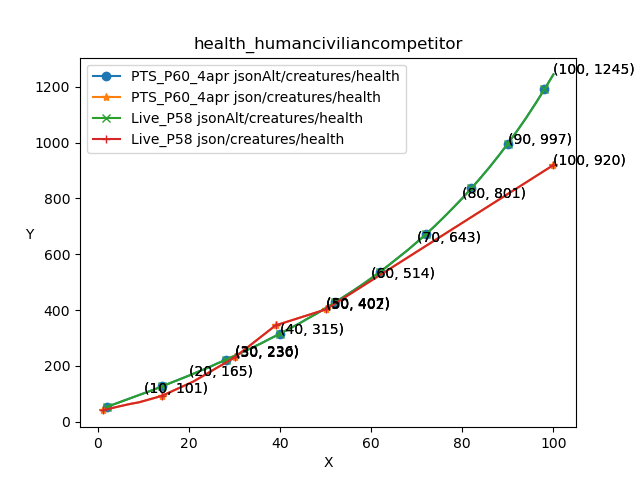 health_humanciviliancompetitor
PTS_P60_4apr jsonAlt/creatures/health
PTS_P60_4apr json/creatures/health
Live_P58 jsonAlt/creatures/health
Live_P58 json/creatures/health
(100, 1245)
(90, 997)
(100, 920)
(80, 801)
(70, 643)
(60, 514)
(50, 402)
(40, 315)
(30, 236)
(20, 165)
(10, 101)
Y
1200
1000
800
600
400
200
0
0 20 40 60 80 100
X